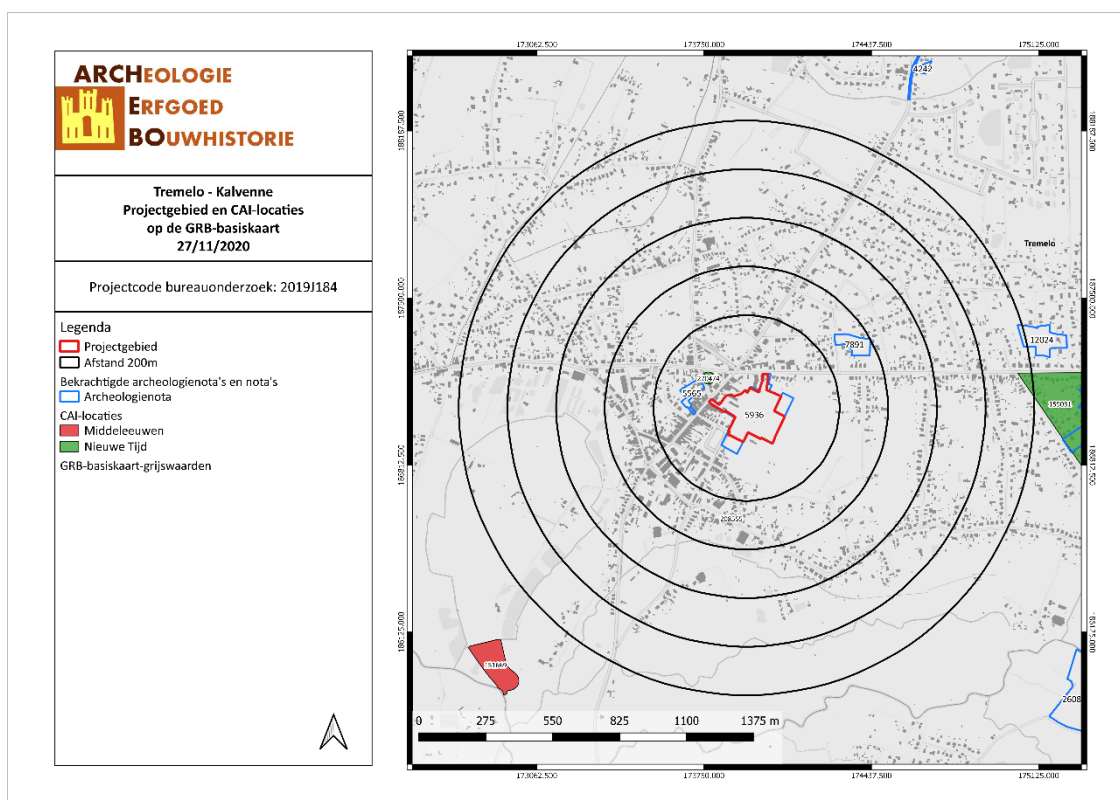 ARCHEOLOGIE
ERFGOED
BOUWHISTORIE
Tremelo - Kalvenne
Projectgebied en CAI-locaties
op de GRB-basiskaart
27/11/2020
Projectcode bureauonderzoek: 2019J184
Legenda
Projectgebied
Afstand 200m
Bekrachtigde archeologienota's en nota's
Archeologienota
CAI-locaties
Middeleeuwen
Nieuwe Tijd
GRB-basiskaart-grijswaarden
173062.500 173750.000 174437.500 175125.000
4242
Tremelo
12024
7891
5565
5936
2608
0 275 550 825 1100 1375 m
173062.500 173750.000 174437.500 175125.000